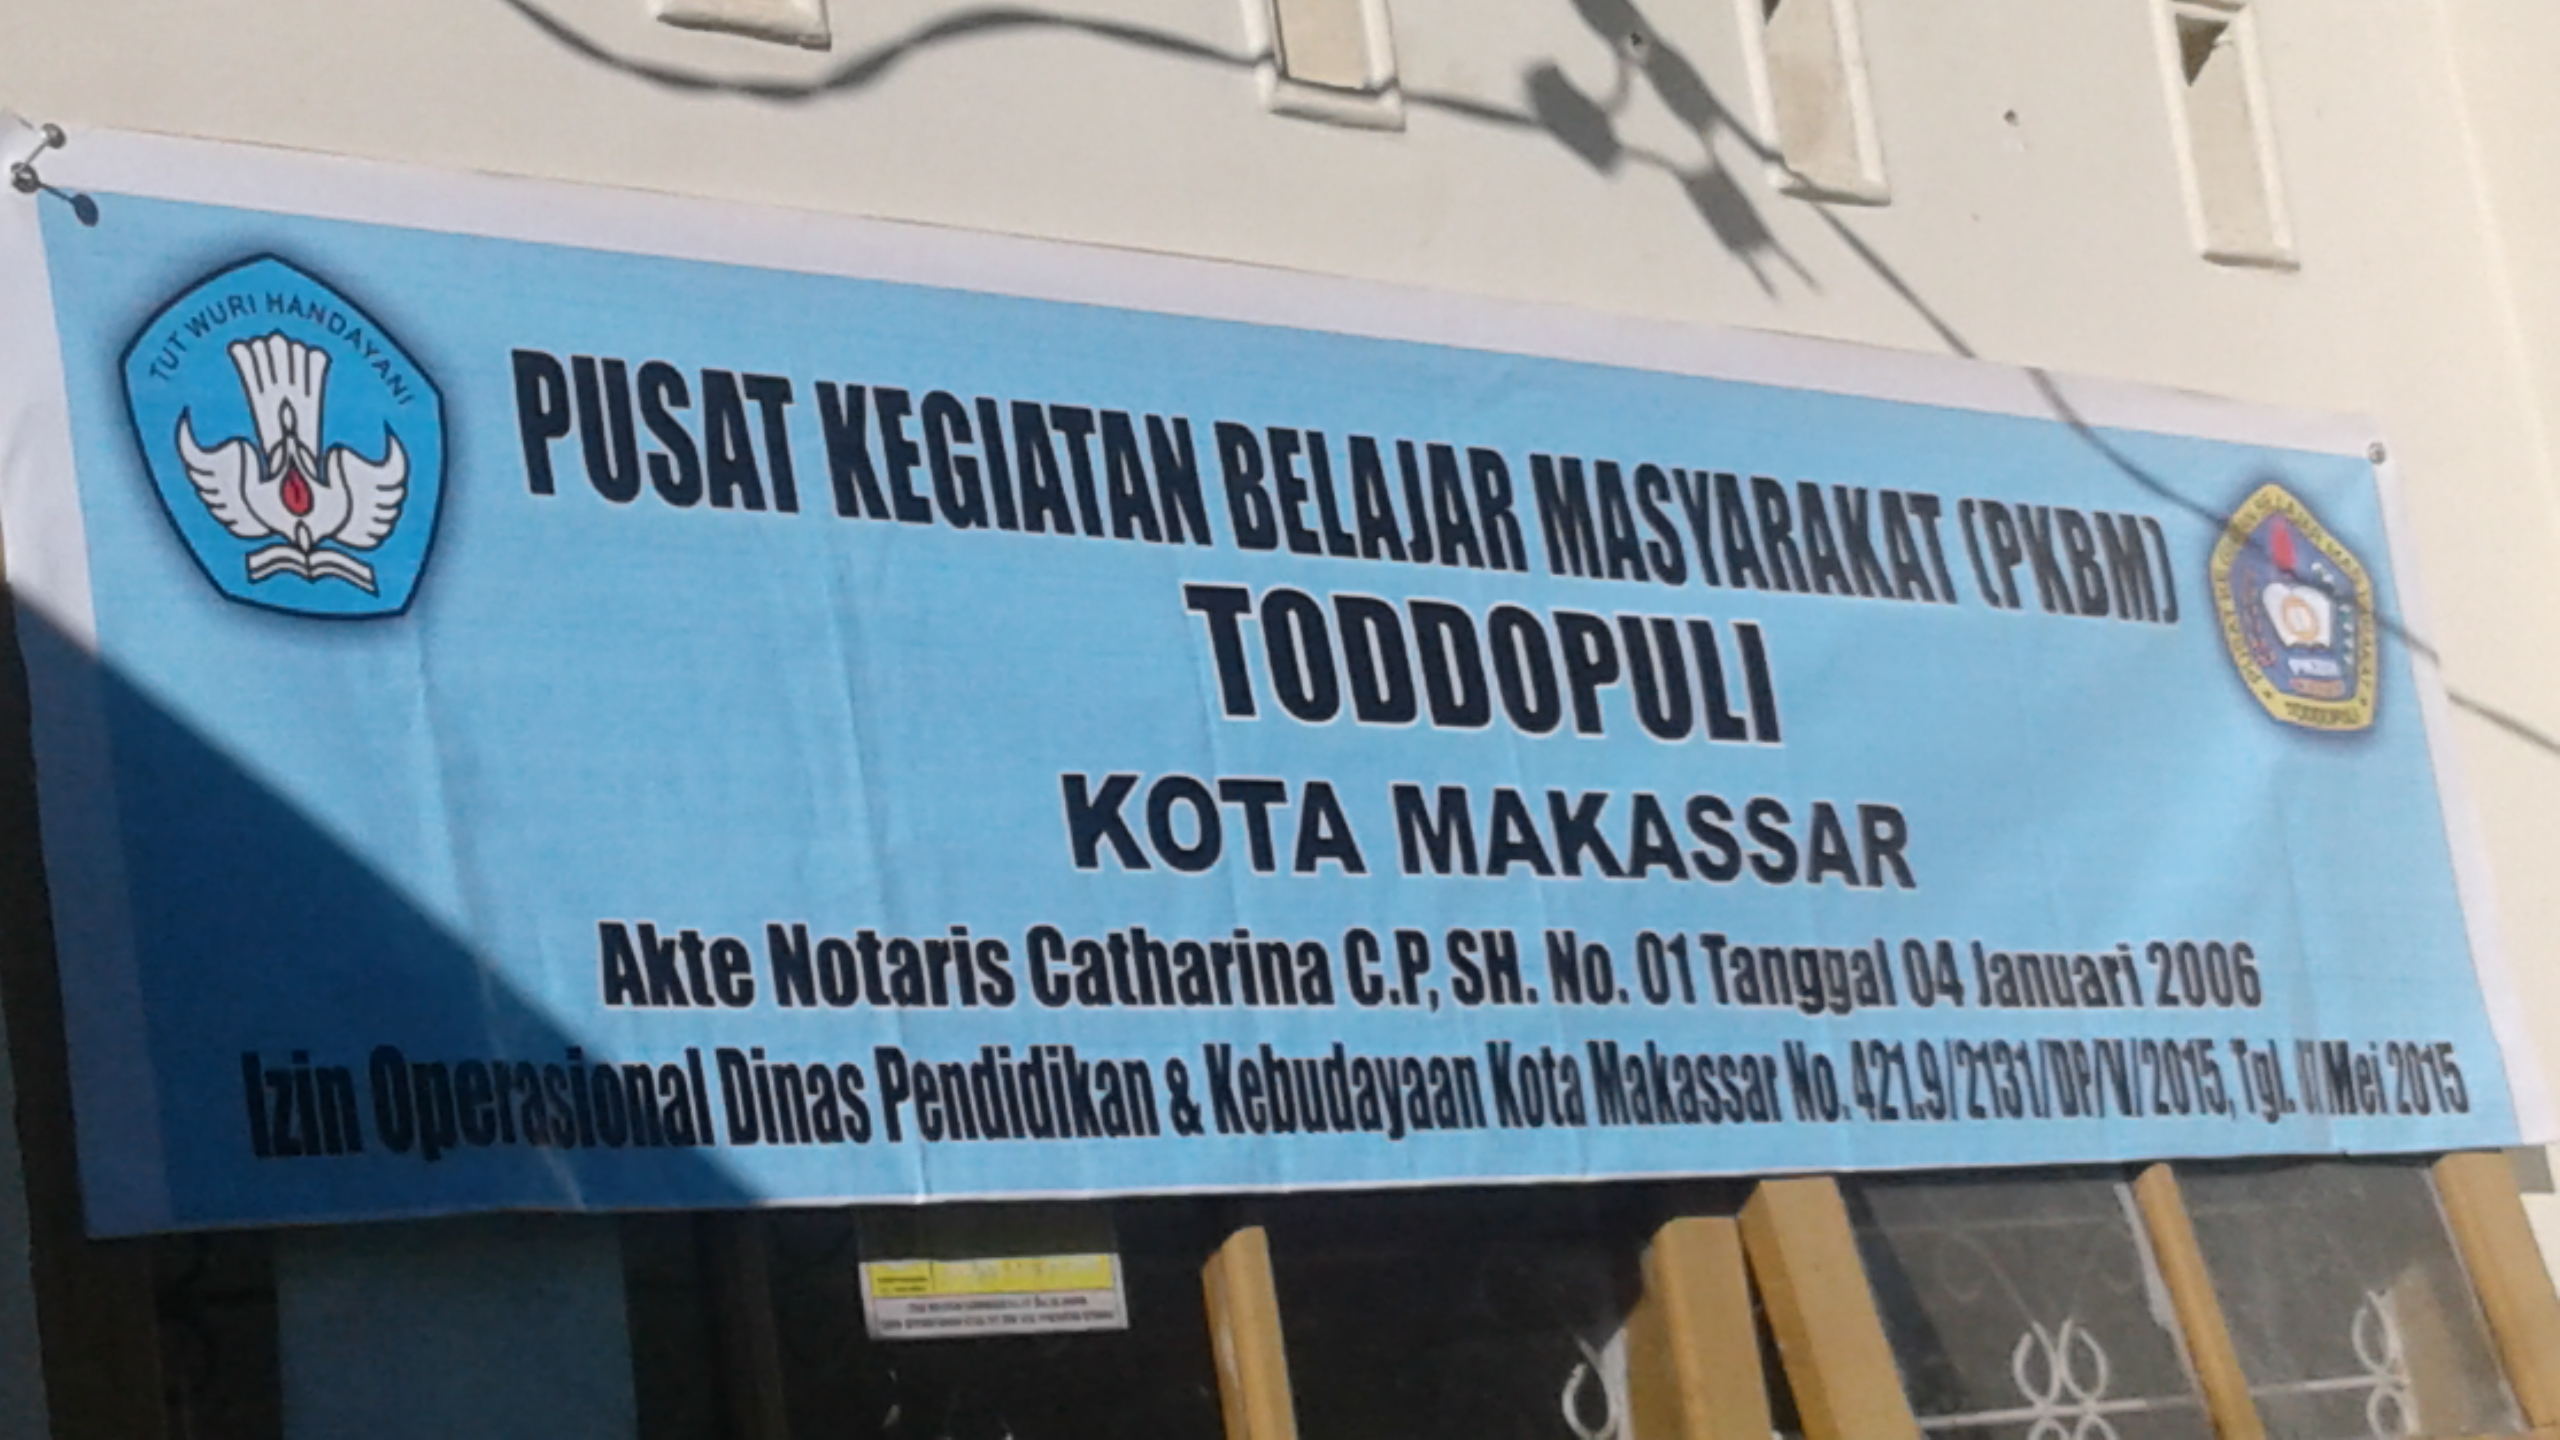 TUT WURI HANDAYANI
PUSAT KEGIATAN BELAJAR MASYARAKAT (PKBM)
TODDOPULI
KOTA MAKASSAR
Akte Notaris Catharina C.P, SH. No. 01 Tanggal 04 Januari 2006
Izin Operasional Dinas Pendidikan & Kebudayaan Kota Makassar No. 421.9/2131/DP/V/2015, Tgl. Mei 2015
TODDOPULI